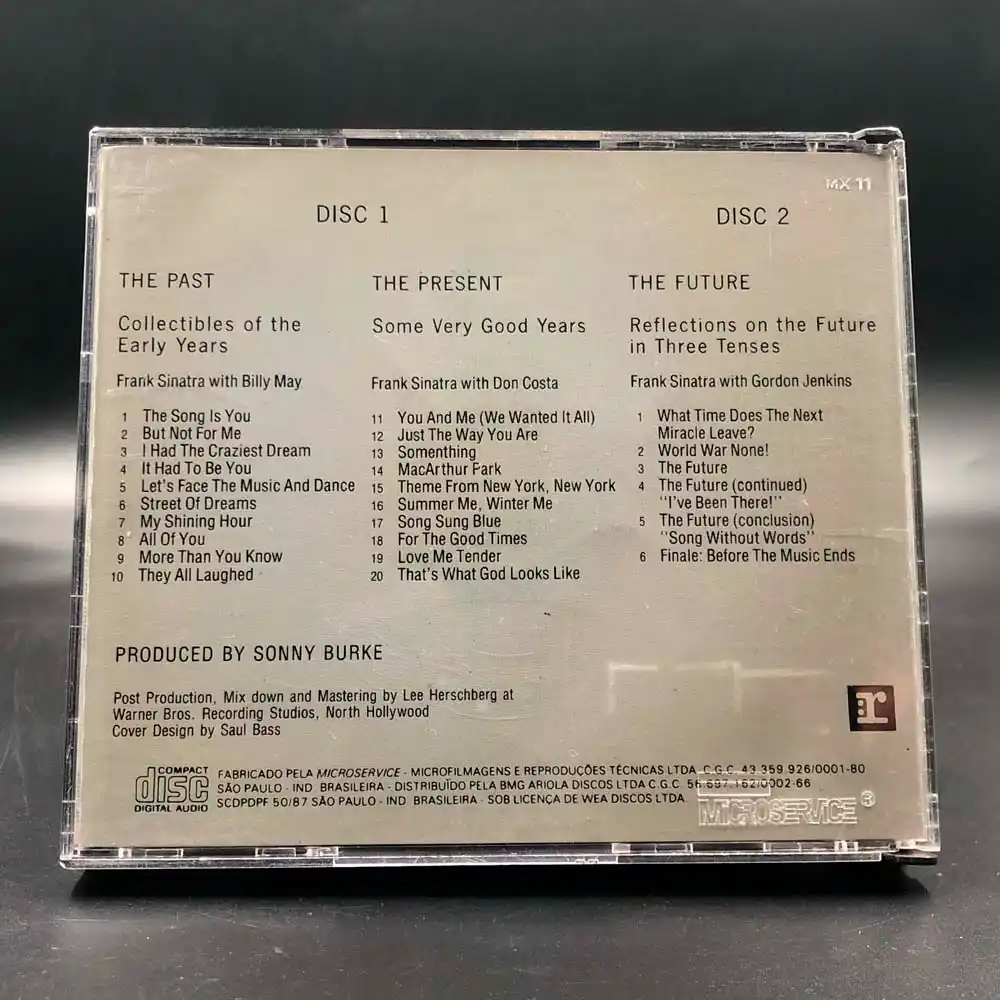 MX 11
DISC 1
DISC 2
THE PAST
Collectibles of the
Early Years
Frank Sinatra with Billy May
1 The Song Is You
2 But Not For Me
3 I Had The Craziest Dream
4 It Had To Be You
5 Let's Face The Music And Dance
6 Street Of Dreams
7 My Shining Hour
8 All Of You
9 More Than You Know
10 They All Laughed
THE PRESENT
Some Very Good Years
Frank Sinatra with Don Costa
11 You And Me (We Wanted It All)
12 Just The Way You Are
13 Somenthing
14 MacArthur Park
15 Theme From New York, New York
16 Summer Me, Winter Me
17 Song Sung Blue
18 For The Good Times
19 Love Me Tender
20 That's What God Looks Like
THE FUTURE
Reflections on the Future
in Three Tenses
Frank Sinatra with Gordon Jenkins
1 What Time Does The Next
Miracle Leave?
2 World War None!
3 The Future
4 The Future (continued)
"I've Been There!"
5 The Future (conclusion)
"Song Without Words"
6 Finale: Before The Music Ends
PRODUCED BY SONNY BURKE
Post Production, Mix down and Mastering by Lee Herschberg at
Warner Bros. Recording Studios, North Hollywood
Cover Design by Saul Bass
r
COMPACT
disc
DIGITAL AUDIO
FABRICADO PELA MICROSERVICE - MICROFILMAGENS E REPRODUÇÕES TÉCNICAS LTDA. C.G.C. 43.359.926/0001-80
SÃO PAULO - IND. BRASILEIRA - DISTRIBUÍDO PELA BMG ARIOLA DISCOS LTDA C.G.C. 56.697.162/0002-66
SCDPDPF 50/87 SÃO PAULO - IND. BRASILEIRA - SOB LICENÇA DE WEA DISCOS LTDA.
MICROSERVICE®